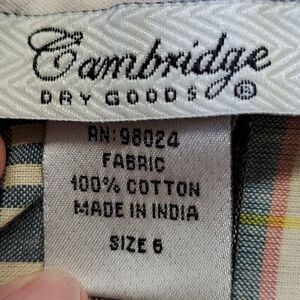 Cambridge
DRY GOODS ®
RN: 98024
FABRIC
100% COTTON
MADE IN INDIA
SIZE 6